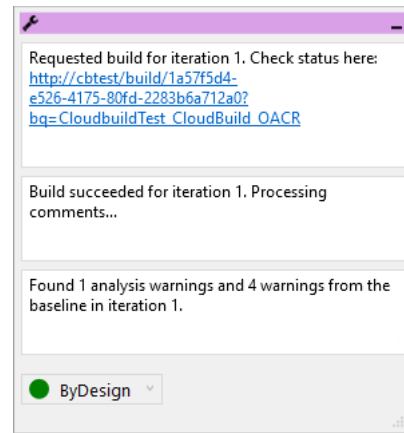 Requested build for iteration 1. Check status here:
http://cbtest/build/1a57f5d4-
e526-4175-80fd-2283b6a712a0?
bq=CloudbuildTest_CloudBuild_OACR
Build succeeded for iteration 1. Processing
comments...
Found 1 analysis warnings and 4 warnings from the
baseline in iteration 1.
ByDesign